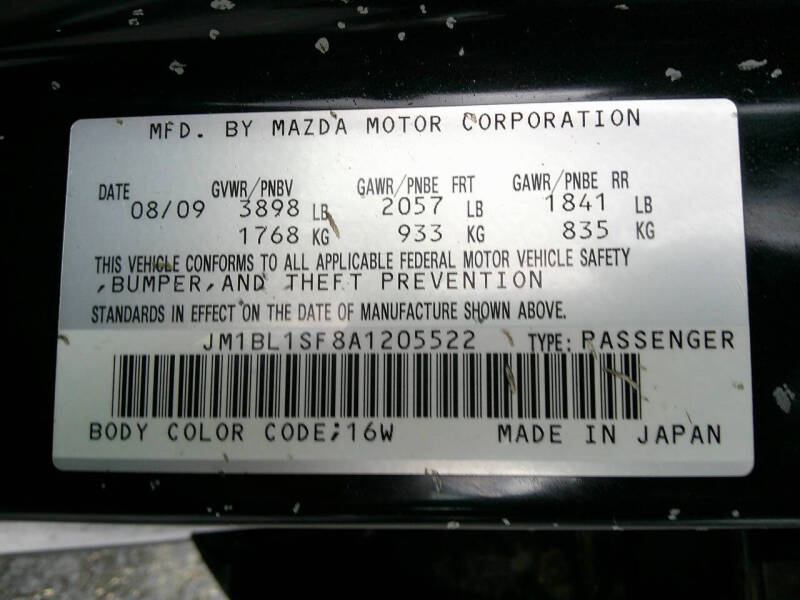 MFD. BY MAZDA MOTOR CORPORATION
DATE GVWR/PNBV GAWR/PNBE FRT GAWR/PNBE RR
08/09 3898 LB 2057 LB 1841 LB
1768 KG 933 KG 835 KG
THIS VEHICLE CONFORMS TO ALL APPLICABLE FEDERAL MOTOR VEHICLE SAFETY
,BUMPER,AND THEFT PREVENTION
STANDARDS IN EFFECT ON THE DATE OF MANUFACTURE SHOWN ABOVE.
JM1BL1SF8A1205522 TYPE: PASSENGER
BODY COLOR CODE;16W MADE IN JAPAN